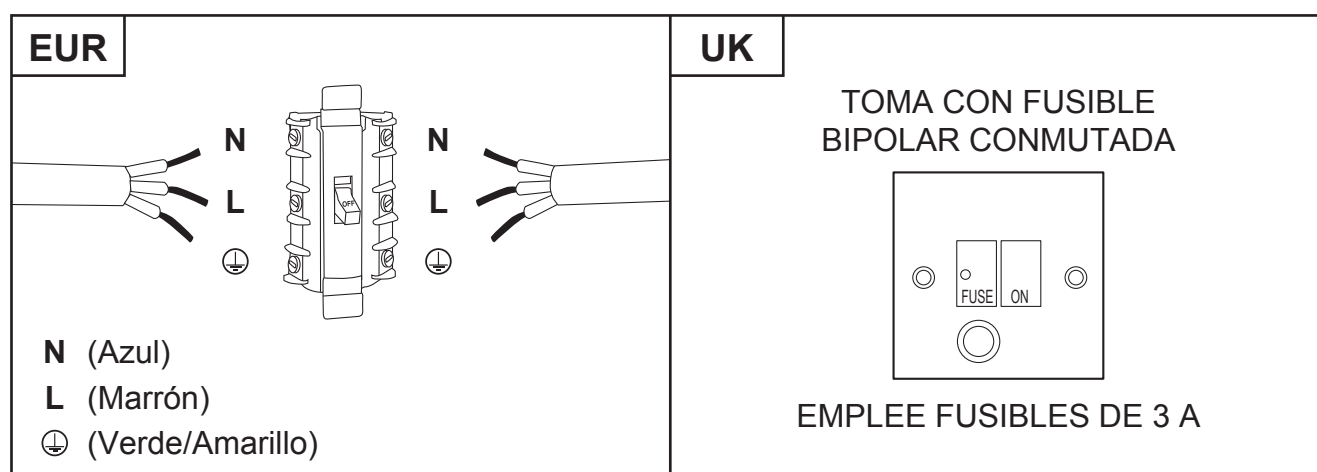 EUR
N
L
N
L
OFF
N (Azul)
L (Marrón)
(Verde/Amarillo)
UK
TOMA CON FUSIBLE
BIPOLAR CONMUTADA
FUSE ON
EMPLEE FUSIBLES DE 3 A